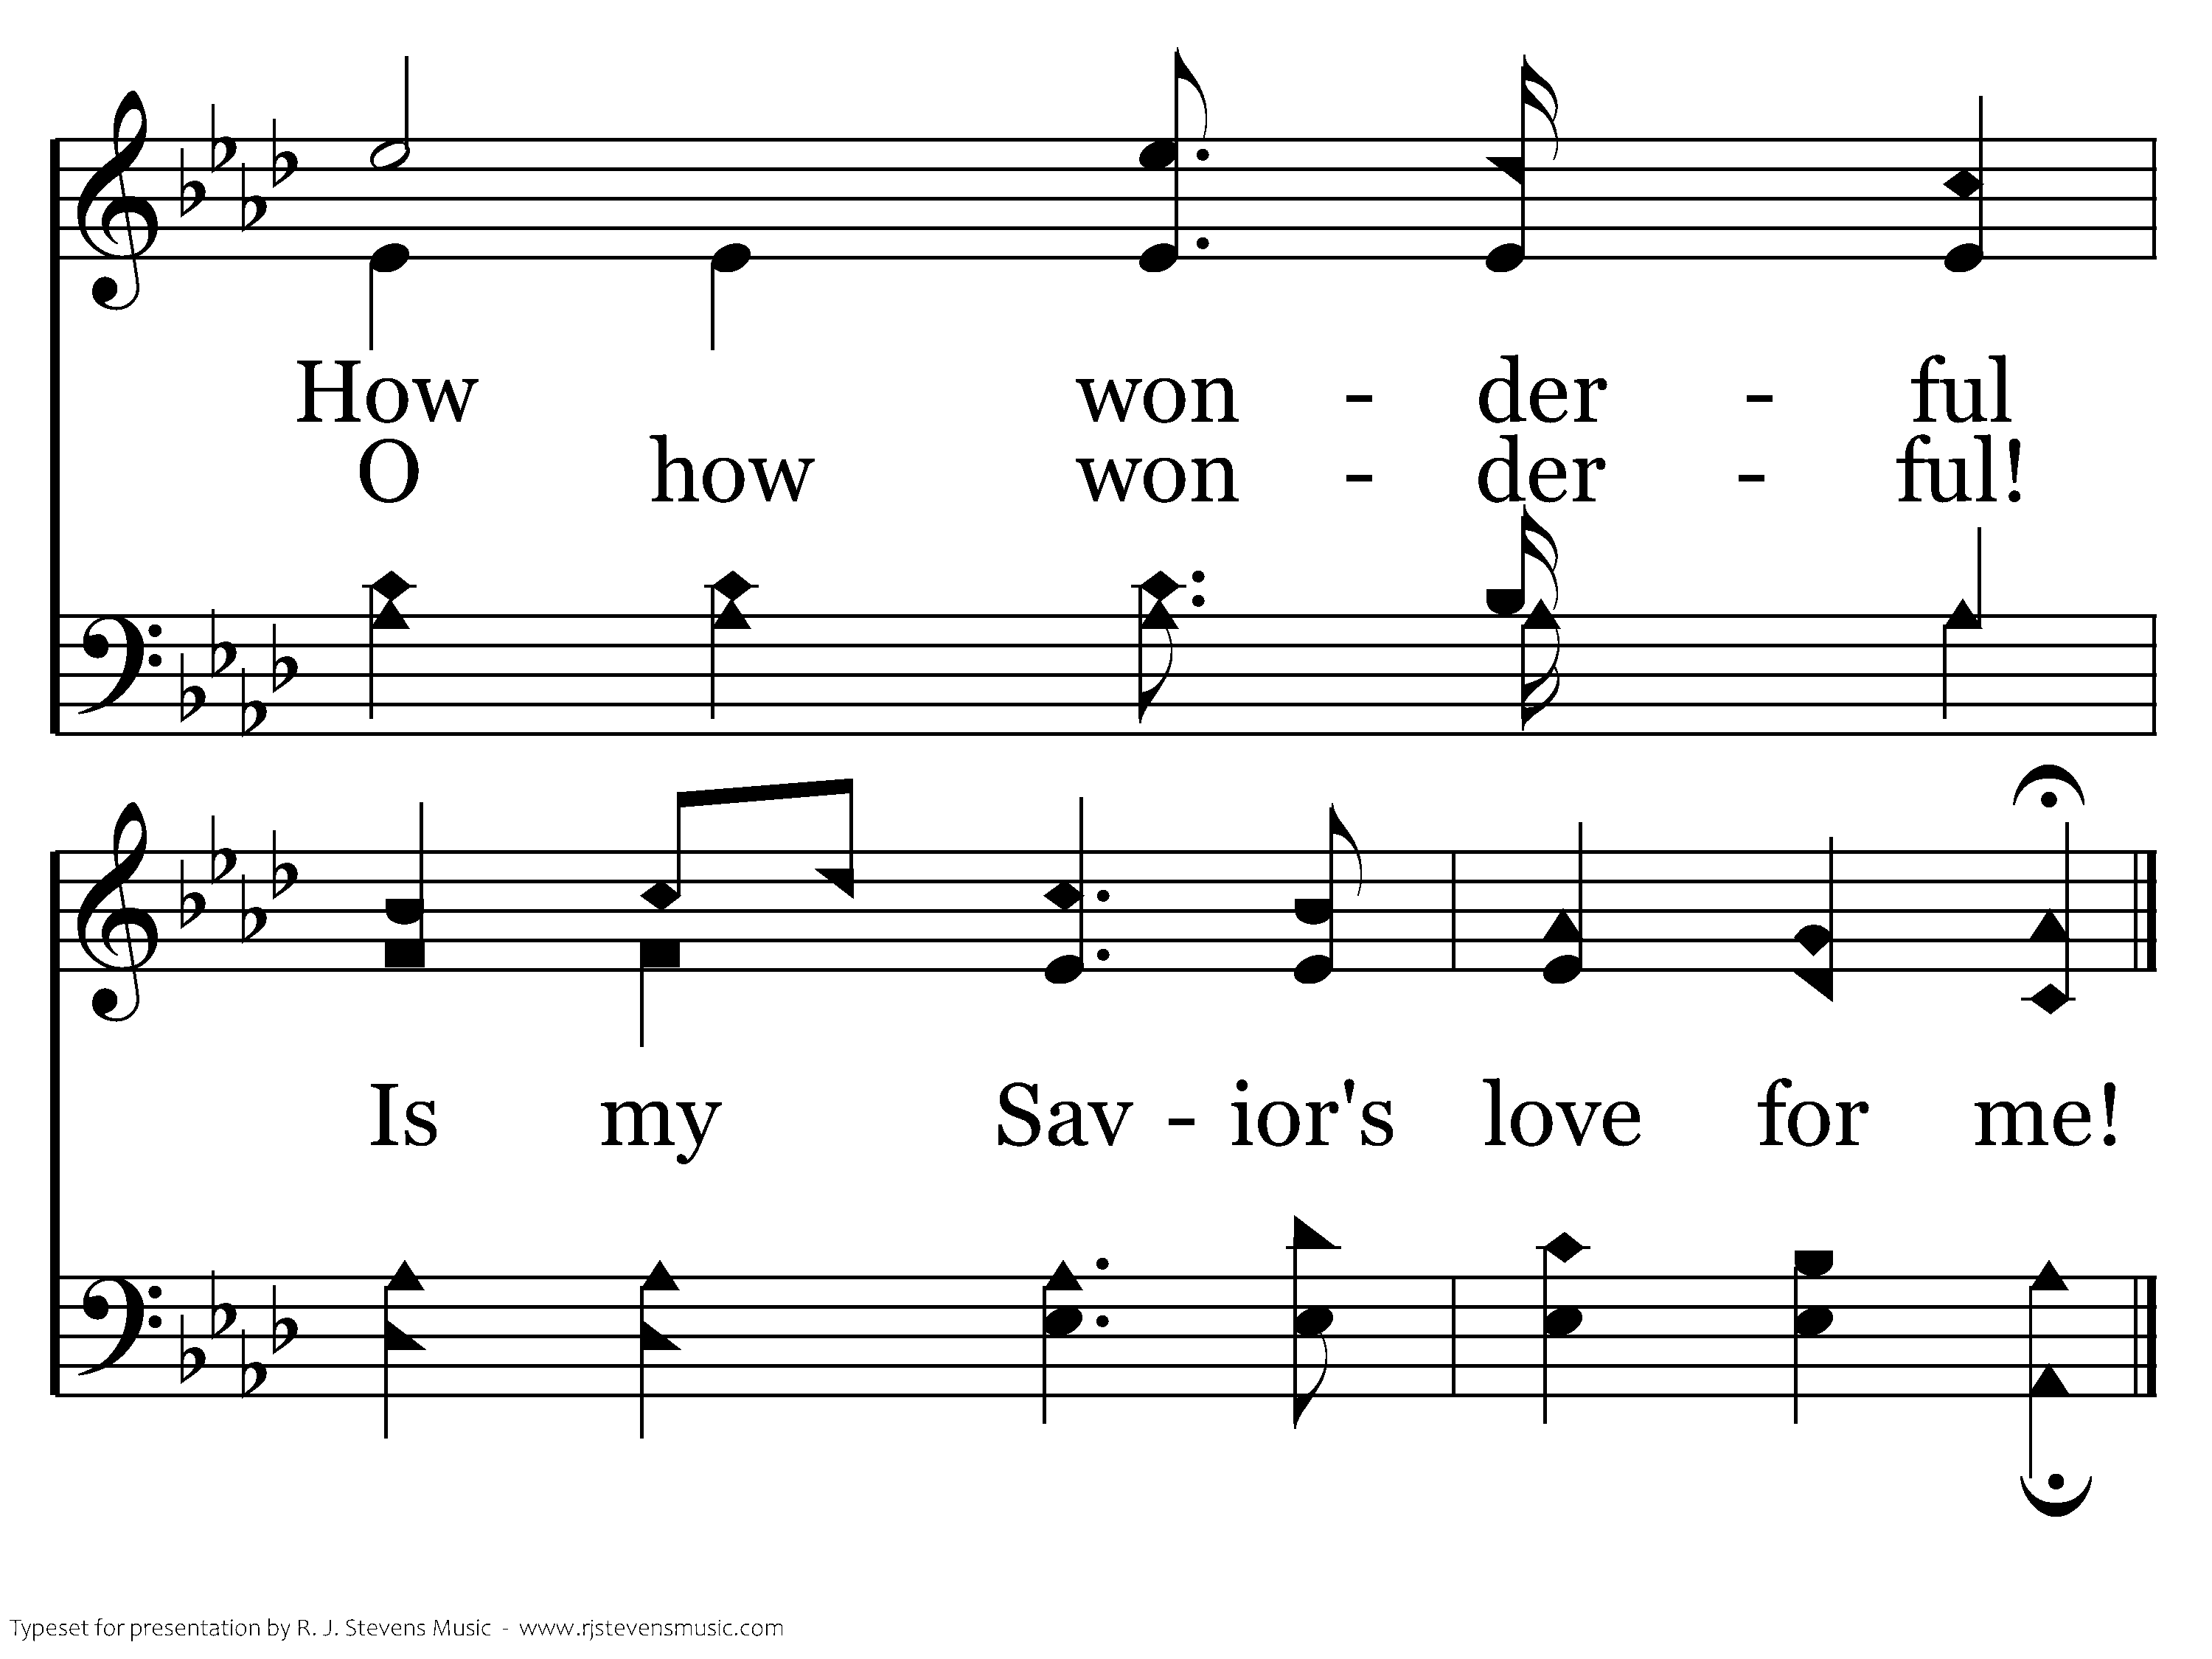 How won - der - ful
O how won - der - ful!
Is my Sav - ior's love for me!
Typeset for presentation by R. J. Stevens Music - www.rjstevensmusic.com